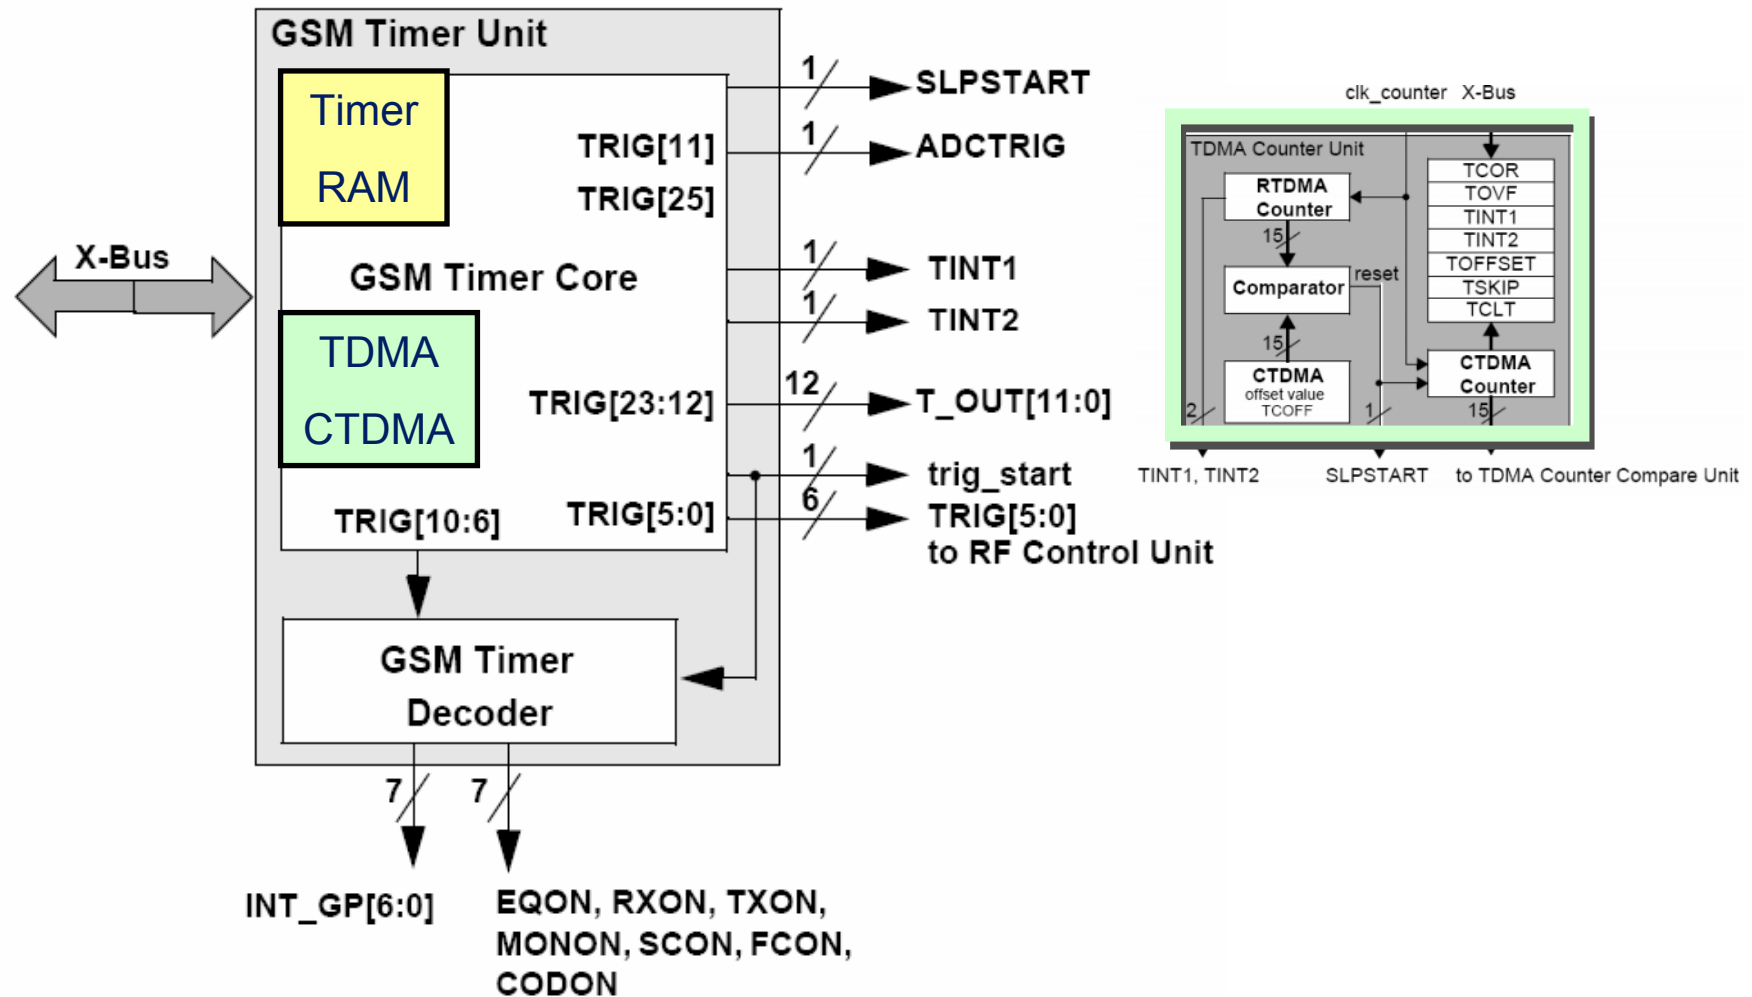 GSM Timer Unit
Timer
RAM
1
SLPSTART
TRIG[11]
1
ADCTRIG
TRIG[25]
X-Bus
GSM Timer Core
1
TINT1
1
TINT2
TDMA
CTDMA
TRIG[23:12]
12
T_OUT[11:0]
1
trig_start
TRIG[10:6]
TRIG[5:0]
6
TRIG[5:0]
to RF Control Unit
GSM Timer
Decoder
7
7
INT_GP[6:0]
EQON, RXON, TXON,
MONON, SCON, FCON,
CODON
clk_counter X-Bus
TDMA Counter Unit
RTDMA
Counter
15
Comparator
reset
15
CTDMA
offset value
TCOFF
TCOR
TOVF
TINT1
TINT2
TOFFSET
TSKIP
TCLT
CTDMA
Counter
2
1
15
TINT1, TINT2
SLPSTART
to TDMA Counter Compare Unit